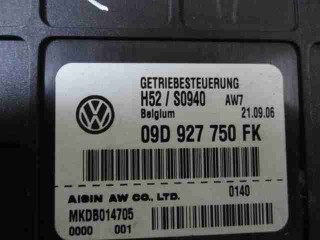 GETRIEBESTEUERUNG
H52 / S0940 AW7
Belgium 21.09.06
09D 927 750 FK
AISIN AW CO., LTD. 0140
MKDB014705
0000 001